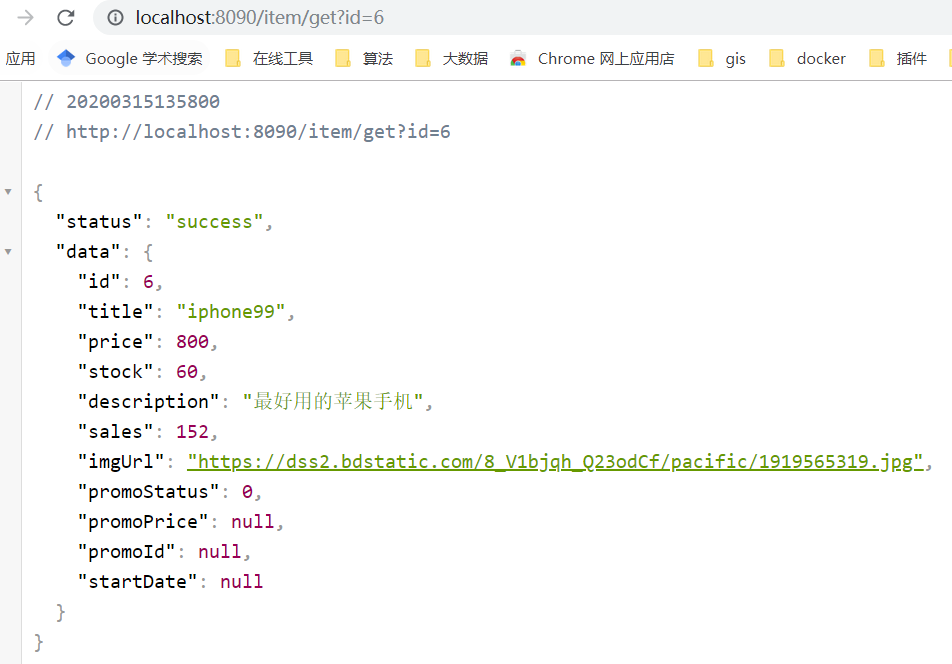 localhost:8090/item/get?id=6
应用 Google 学术搜索 在线工具 算法 大数据 Chrome 网上应用店 gis docker 插件
// 20200315135800
// http://localhost:8090/item/get?id=6
{
"status": "success",
"data": {
"id": 6,
"title": "iphone99",
"price": 800,
"stock": 60,
"description": "最好用的苹果手机",
"sales": 152,
"imgUrl": "https://dss2.bdstatic.com/8_V1bjqh_Q23odCf/pacific/1919565319.jpg",
"promoStatus": 0,
"promoPrice": null,
"promoId": null,
"startDate": null
}
}